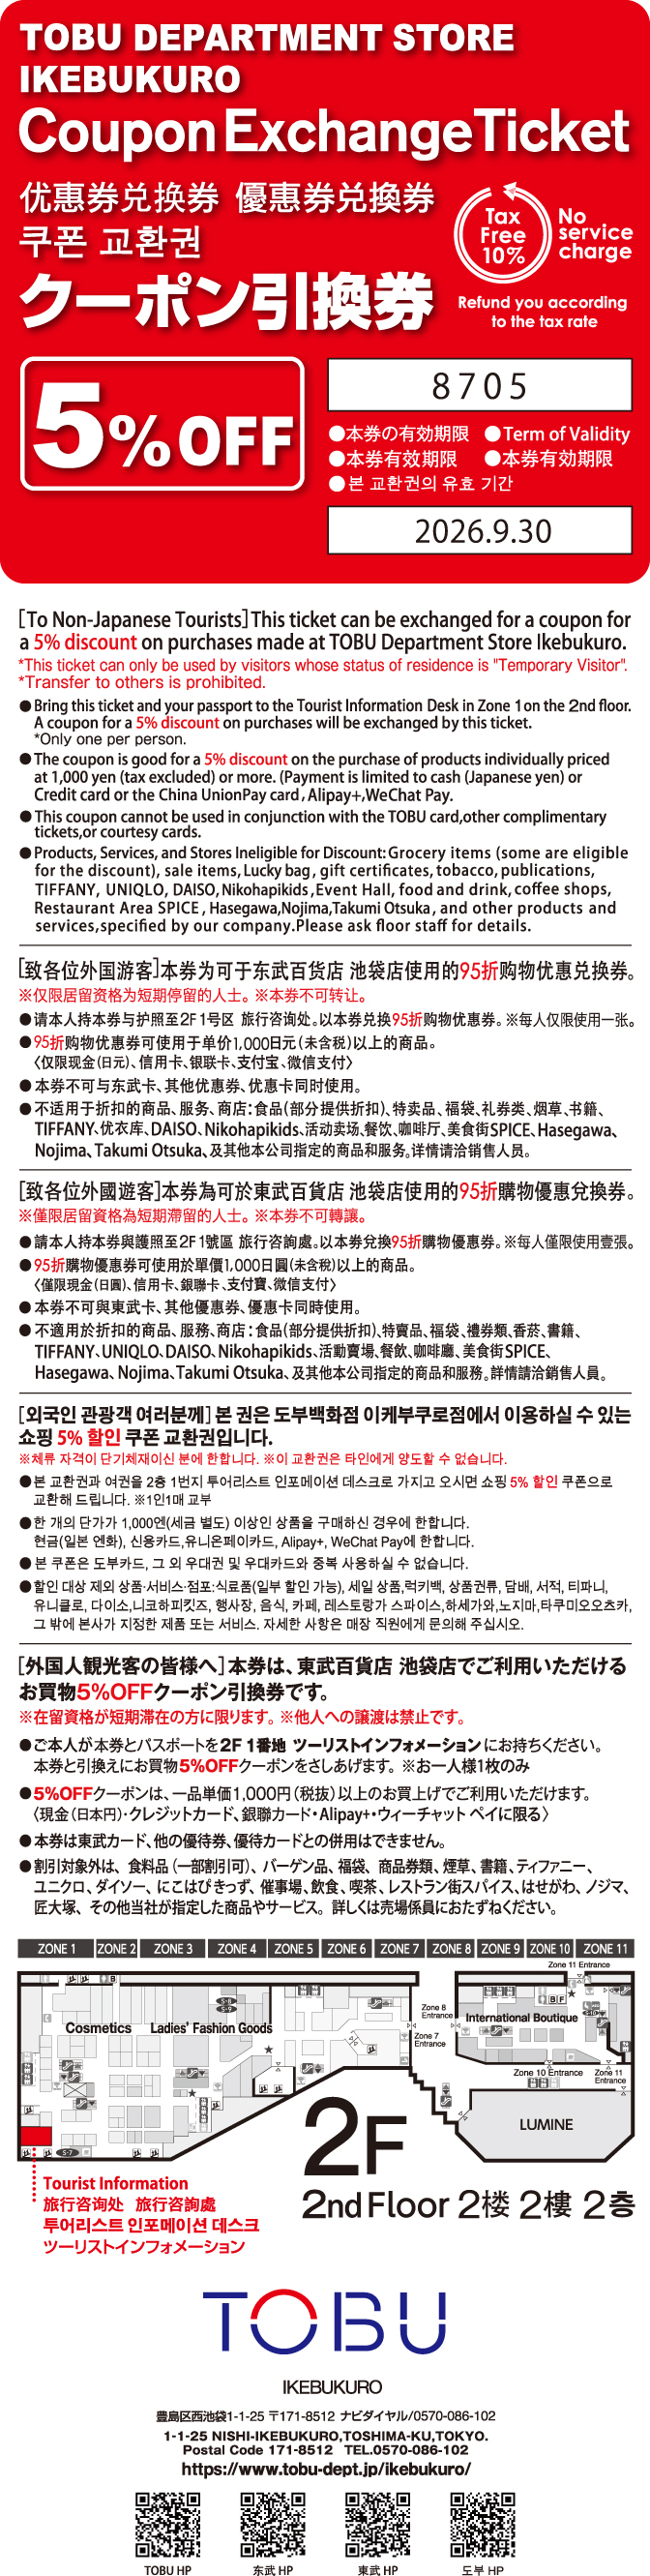 TOBU DEPARTMENT STORE
IKEBUKURO
Coupon Exchange Ticket
优惠券兑换券 優惠券兌換券
쿠폰 교환권
クーポン引換券
Tax
Free
10%
No
service
charge
Refund you according
to the tax rate
5%OFF
8705
●本券の有効期限 ●Term of Validity
●本券有效期限 ●本券有効期限
●본 교환권의 유효 기간
2026.9.30
[To Non-Japanese Tourists]This ticket can be exchanged for a coupon for
a 5% discount on purchases made at TOBU Department Store Ikebukuro.
*This ticket can only be used by visitors whose status of residence is "Temporary Visitor".
*Transfer to others is prohibited.
●Bring this ticket and your passport to the Tourist Information Desk in Zone 1 on the 2nd floor.
A coupon for a 5% discount on purchases will be exchanged by this ticket.
*Only one per person.
●The coupon is good for a 5% discount on the purchase of products individually priced
at 1,000 yen (tax excluded) or more. (Payment is limited to cash (Japanese yen) or
Credit card or the China UnionPay card, Alipay+,WeChat Pay.
●This coupon cannot be used in conjunction with the TOBU card,other complimentary
tickets,or courtesy cards.
●Products, Services, and Stores Ineligible for Discount:Grocery items (some are eligible
for the discount), sale items, Lucky bag, gift certificates, tobacco, publications,
TIFFANY, UNIQLO, DAISO, Nikohapikids, Event Hall, food and drink, coffee shops,
Restaurant Area SPICE, Hasegawa,Nojima,Takumi Otsuka, and other products and
services,specified by our company.Please ask floor staff for details.
[致各位外国游客]本券为可于东武百货店 池袋店使用的95折购物优惠兑换券。
※仅限居留资格为短期停留的人士。※本券不可转让。
●请本人持本券与护照至2F 1号区 旅行咨询处。以本券兑换95折购物优惠券。※每人仅限使用一张。
●95折购物优惠券可使用于单价1,000日元(未含税)以上的商品。
〈仅限现金(日元)、信用卡、银联卡、支付宝、微信支付〉
●本券不可与东武卡、其他优惠券、优惠卡同时使用。
●不适用于折扣的商品、服务、商店:食品(部分提供折扣)、特卖品、福袋、礼券类、烟草、书籍、
TIFFANY、优衣库、DAISO、Nikohapikids、活动卖场、餐饮、咖啡厅、美食街SPICE、Hasegawa、
Nojima、Takumi Otsuka、及其他本公司指定的商品和服务。详情请洽销售人员。
[致各位外國遊客]本券為可於東武百貨店 池袋店使用的95折購物優惠兌換券。
※僅限居留資格為短期滯留的人士。※本券不可轉讓。
●請本人持本券與護照至2F 1號區 旅行咨詢處。以本券兌換95折購物優惠券。※每人僅限使用壹張。
●95折購物優惠券可使用於單價1,000日圓(未含稅)以上的商品。
〈僅限現金(日圓)、信用卡、銀聯卡、支付寶、微信支付〉
●本券不可與東武卡、其他優惠券、優惠卡同時使用。
●不適用於折扣的商品、服務、商店:食品(部分提供折扣)、特賣品、福袋、禮券類、香菸、書籍、
TIFFANY、UNIQLO、DAISO、Nikohapikids、活動賣場、餐飲、咖啡廳、美食街SPICE、
Hasegawa、Nojima、Takumi Otsuka、及其他本公司指定的商品和服務。詳情請洽銷售人員。
[외국인 관광객 여러분께] 본 권은 도부백화점 이케부쿠로점에서 이용하실 수 있는
쇼핑 5% 할인 쿠폰 교환권입니다.
※체류 자격이 단기체재이신 분에 한합니다. ※이 교환권은 타인에게 양도할 수 없습니다.
●본 교환권과 여권을 2층 1번지 투어리스트 인포메이션 데스크로 가지고 오시면 쇼핑 5% 할인 쿠폰으로
교환해 드립니다. ※1인1매 교부
●한 개의 단가가 1,000엔(세금 별도) 이상인 상품을 구매하신 경우에 한합니다.
현금(일본 엔화), 신용카드,유니온페이카드, Alipay+, WeChat Pay에 한합니다.
●본 쿠폰은 도부카드, 그 외 우대권 및 우대카드와 중복 사용하실 수 없습니다.
●할인 대상 제외 상품·서비스·점포:식료품(일부 할인 가능), 세일 상품,럭키백, 상품권류, 담배, 서적, 티파니,
유니클로, 다이소,니코하피킷즈, 행사장, 음식, 카페, 레스토랑가 스파이스,하세가와,노지마,타쿠미오오츠카,
그 밖에 본사가 지정한 제품 또는 서비스. 자세한 사항은 매장 직원에게 문의해 주십시오.
[外国人観光客の皆様へ]本券は、東武百貨店 池袋店でご利用いただける
お買物5%OFFクーポン引換券です。
※在留資格が短期滞在の方に限ります。※他人への譲渡は禁止です。
●ご本人が本券とパスポートを2F 1番地 ツーリストインフォメーションにお持ちください。
本券と引換えにお買物5%OFFクーポンをさしあげます。※お一人様1枚のみ
●5%OFFクーポンは、一品単価1,000円(税抜)以上のお買上げでご利用いただけます。
〈現金(日本円)・クレジットカード、銀聯カード・Alipay+・ウィーチャット ペイに限る〉
●本券は東武カード、他の優待券、優待カードとの併用はできません。
●割引対象外は、食料品(一部割引可)、バーゲン品、福袋、商品券類、煙草、書籍、ティファニー、
ユニクロ、ダイソー、にこはぴきっず、催事場、飲食、喫茶、レストラン街スパイス、はせがわ、ノジマ、
匠大塚、その他当社が指定した商品やサービス。詳しくは売場係員におたずねください。
ZONE 1 ZONE 2 ZONE 3 ZONE 4 ZONE 5 ZONE 6 ZONE 7 ZONE 8 ZONE 9 ZONE 10 ZONE 11
Zone 11 Entrance
Cosmetics Ladies' Fashion Goods
Zone 8
Entrance
Zone 7
Entrance
International Boutique
Zone 10 Entrance
Zone 11
Entrance
LUMINE
2F
2nd Floor 2楼 2樓 2층
Tourist Information
旅行咨询处 旅行咨詢處
투어리스트 인포메이션 데스크
ツーリストインフォメーション
TOBU
IKEBUKURO
豊島区西池袋1-1-25 〒171-8512 ナビダイヤル/0570-086-102
1-1-25 NISHI-IKEBUKURO,TOSHIMA-KU,TOKYO.
Postal Code 171-8512 TEL.0570-086-102
https://www.tobu-dept.jp/ikebukuro/
TOBU HP 东武 HP 東武 HP 도부 HP